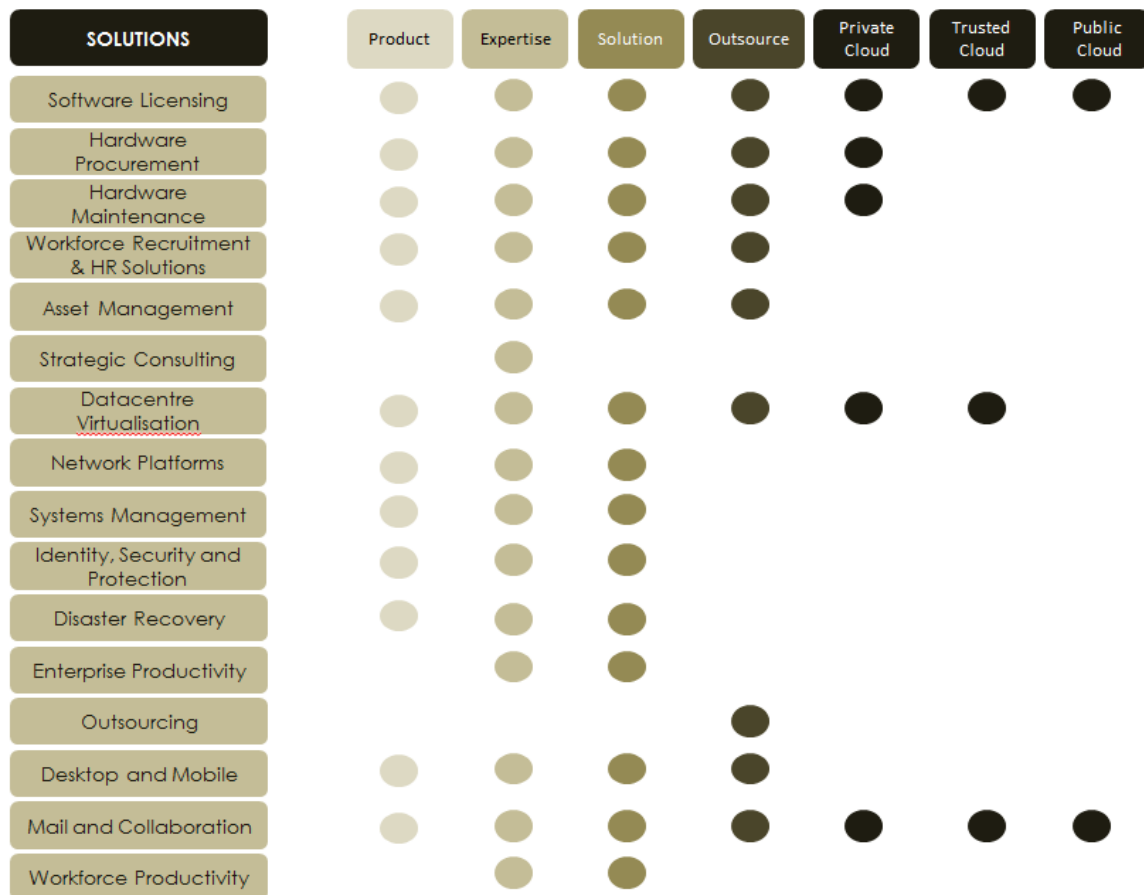 SOLUTIONS
Product
Expertise
Solution
Outsource
Private
Cloud
Trusted
Cloud
Public
Cloud
Software Licensing
Hardware
Procurement
Hardware
Maintenance
Workforce Recruitment
& HR Solutions
Asset Management
Strategic Consulting
Datacentre
Virtualisation
Network Platforms
Systems Management
Identity, Security and
Protection
Disaster Recovery
Enterprise Productivity
Outsourcing
Desktop and Mobile
Mail and Collaboration
Workforce Productivity